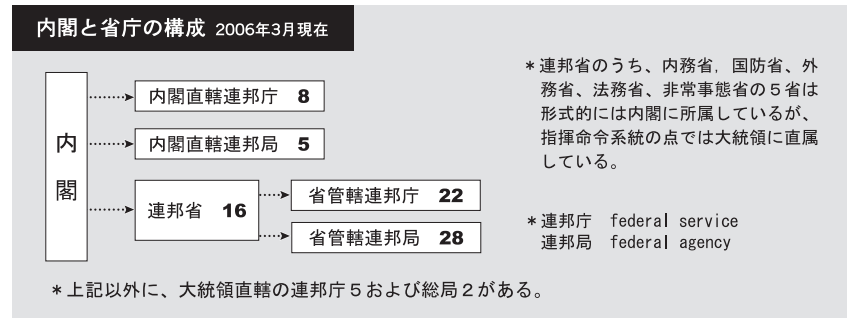 内閣と省庁の構成 2006年3月現在
内閣
内閣直轄連邦庁 8
内閣直轄連邦局 5
連邦省 16
省管轄連邦庁 22
省管轄連邦局 28
＊連邦省のうち、内務省，国防省、外
務省、法務省、非常事態省の５省は
形式的には内閣に所属しているが、
指揮命令系統の点では大統領に直属
している。
＊連邦庁 federal service
連邦局 federal agency
＊上記以外に、大統領直轄の連邦庁５および総局２がある。